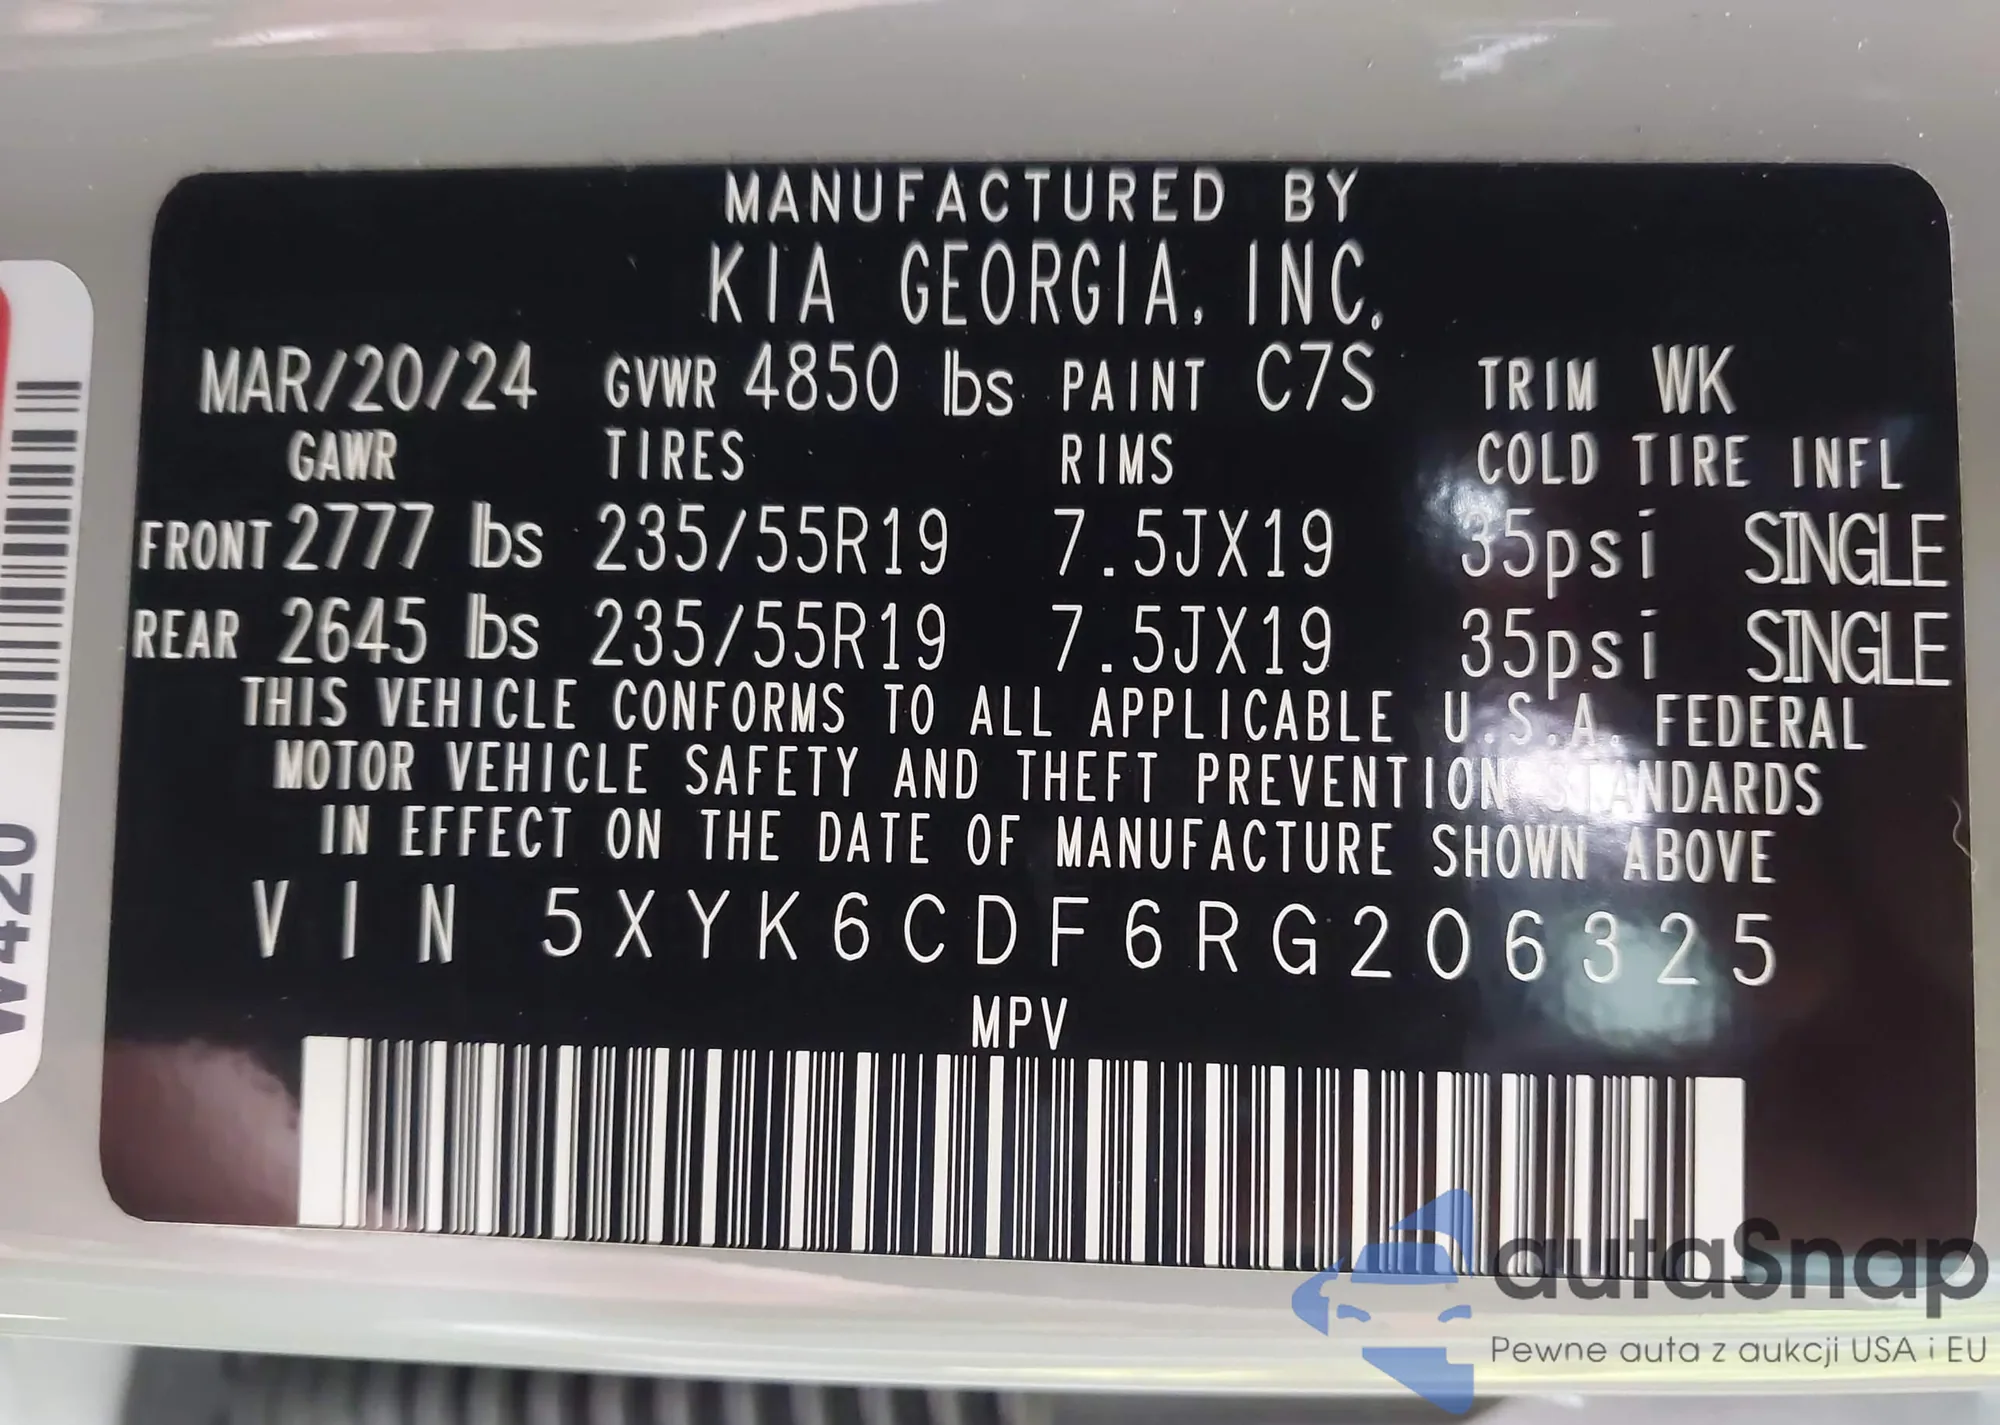 MANUFACTURED BY
KIA GEORGIA, INC.
MAR/20/24 GVWR 4850 lbs PAINT C7S TRIM WK
GAWR TIRES RIMS COLD TIRE INFL
FRONT 2777 lbs 235/55R19 7.5JX19 35psi SINGLE
REAR 2645 lbs 235/55R19 7.5JX19 35psi SINGLE
THIS VEHICLE CONFORMS TO ALL APPLICABLE U.S.A. FEDERAL
MOTOR VEHICLE SAFETY AND THEFT PREVENTION STANDARDS
IN EFFECT ON THE DATE OF MANUFACTURE SHOWN ABOVE
VIN 5XYK6CDF6RG206325
MPV
W420
autaSnap
Pewne auta z aukcji USA i EU